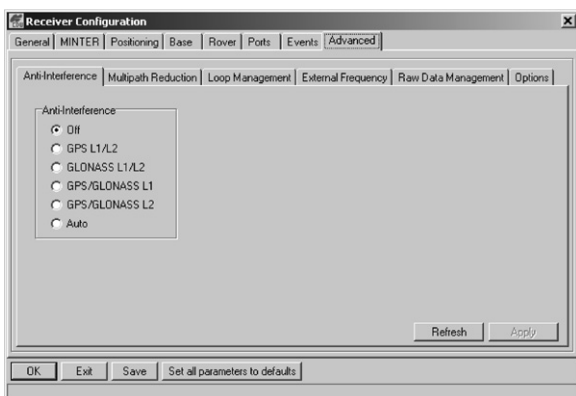 Receiver Configuration
General MINTER Positioning Base Rover Ports Events Advanced
Anti-Interference Multipath Reduction Loop Management External Frequency Raw Data Management Options
Anti-Interference
Off
GPS L1/L2
GLONASS L1/L2
GPS/GLONASS L1
GPS/GLONASS L2
Auto
Refresh Apply
OK Exit Save Set all parameters to defaults